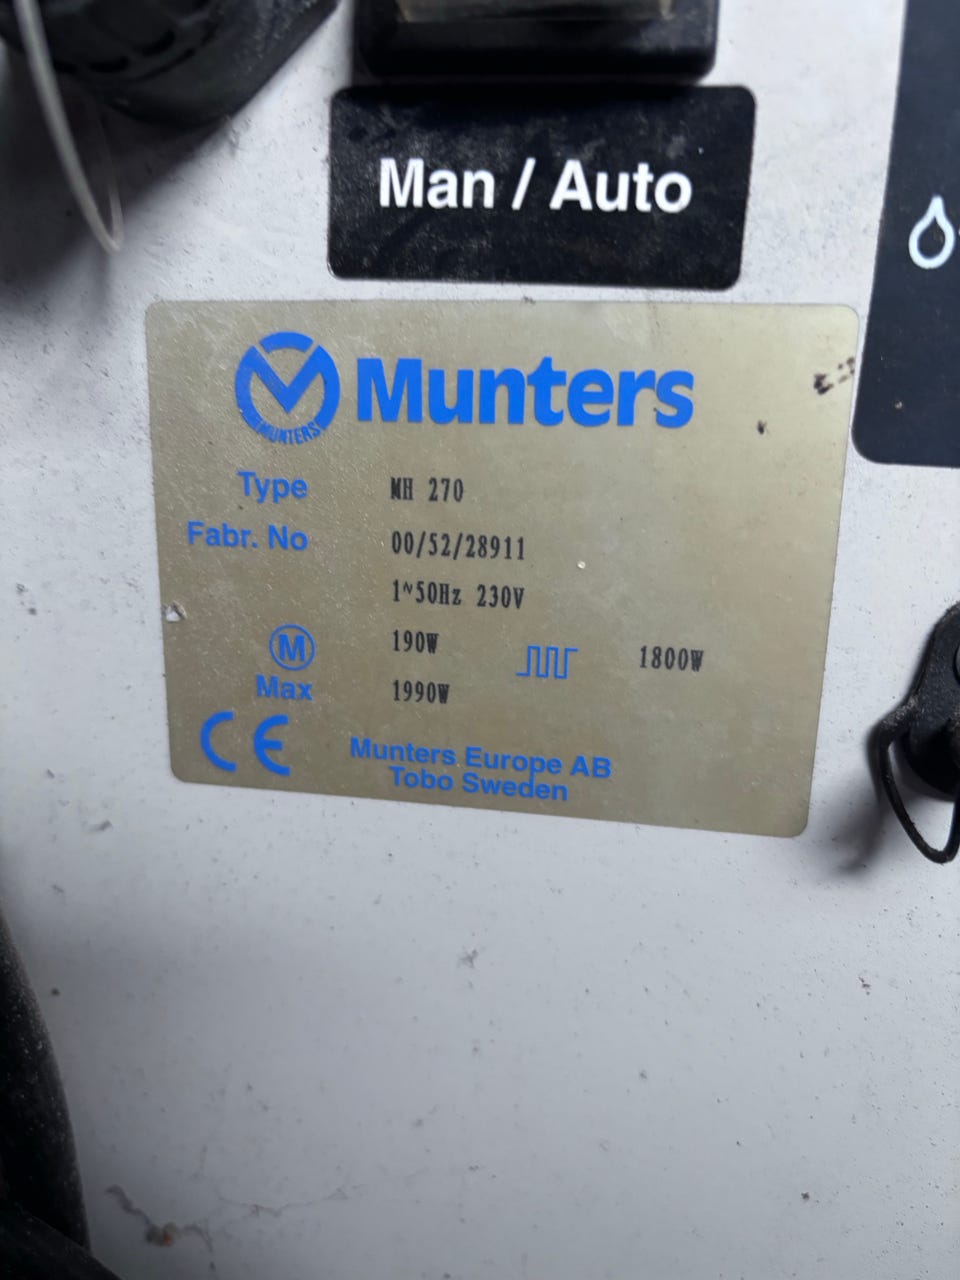 Man / Auto
MUNTERS
Munters
Type MH 270
Fabr. No 00/52/28911
1~50Hz 230V
M 190W 1800W
Max 1990W
CE Munters Europe AB
Tobo Sweden